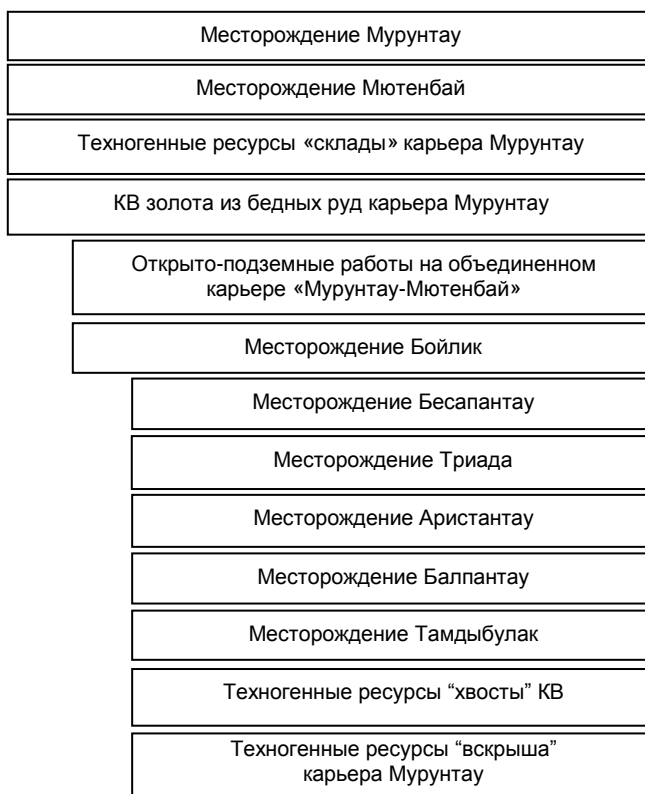 Месторождение Мурунтау
Месторождение Мютенбай
Техногенные ресурсы «склады» карьера Мурунтау
КВ золота из бедных руд карьера Мурунтау
Открыто-подземные работы на объединенном
карьере «Мурунтау-Мютенбай»
Месторождение Бойлик
Месторождение Бесапантау
Месторождение Триада
Месторождение Аристантау
Месторождение Балпантау
Месторождение Тамдыбулак
Техногенные ресурсы “хвосты” КВ
Техногенные ресурсы “вскрыша”
карьера Мурунтау